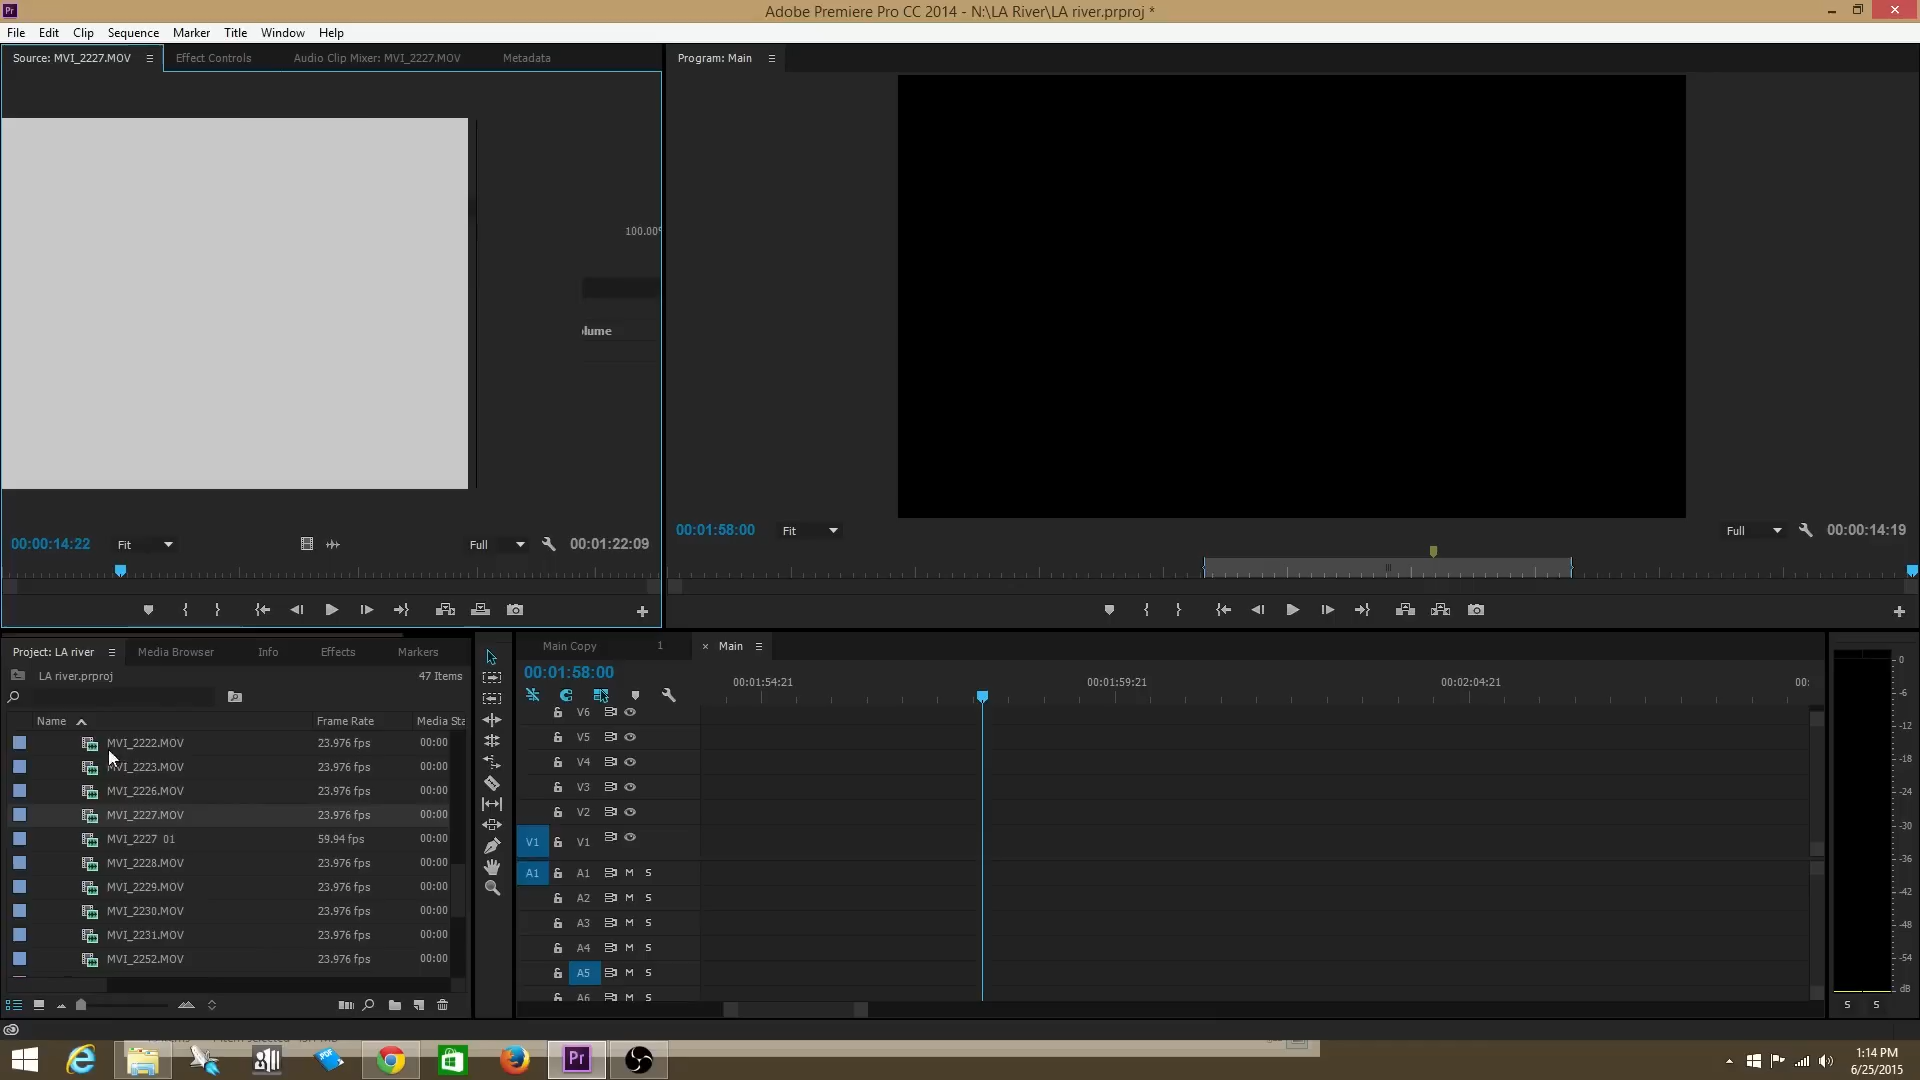 Pr
Adobe Premiere Pro CC 2014 - N:\LA River\LA river.prproj *
File Edit Clip Sequence Marker Title Window Help
Source: MVI_2227.MOV
Effect Controls
Audio Clip Mixer: MVI_2227.MOV
Metadata
Program: Main
100.00
lume
00:00:14:22
Fit
Full
00:01:22:09
00:01:58:00
Fit
Full
00:00:14:19
Project: LA river
Media Browser
Info
Effects
Markers
LA river.prproj
47 Items
Name
Frame Rate
Media Sta
MVI_2222.MOV 23.976 fps 00:00
MVI_2223.MOV 23.976 fps 00:00
MVI_2226.MOV 23.976 fps 00:00
MVI_2227.MOV 23.976 fps 00:00
MVI_2227 01 59.94 fps 00:00
MVI_2228.MOV 23.976 fps 00:00
MVI_2229.MOV 23.976 fps 00:00
MVI_2230.MOV 23.976 fps 00:00
MVI_2231.MOV 23.976 fps 00:00
MVI_2252.MOV 23.976 fps 00:00
Main Copy 1
× Main
00:01:58:00
00:01:54:21
00:01:59:21
00:02:04:21
00:
V6
V5
V4
V3
V2
V1 V1
A1 A1 M S
A2 M S
A3 M S
A4 M S
A5 M S
A6 M S
0
-6
-12
-18
-24
-30
-36
-42
-48
-54
dB
S S
PDF
Pr
1:14 PM
6/25/2015